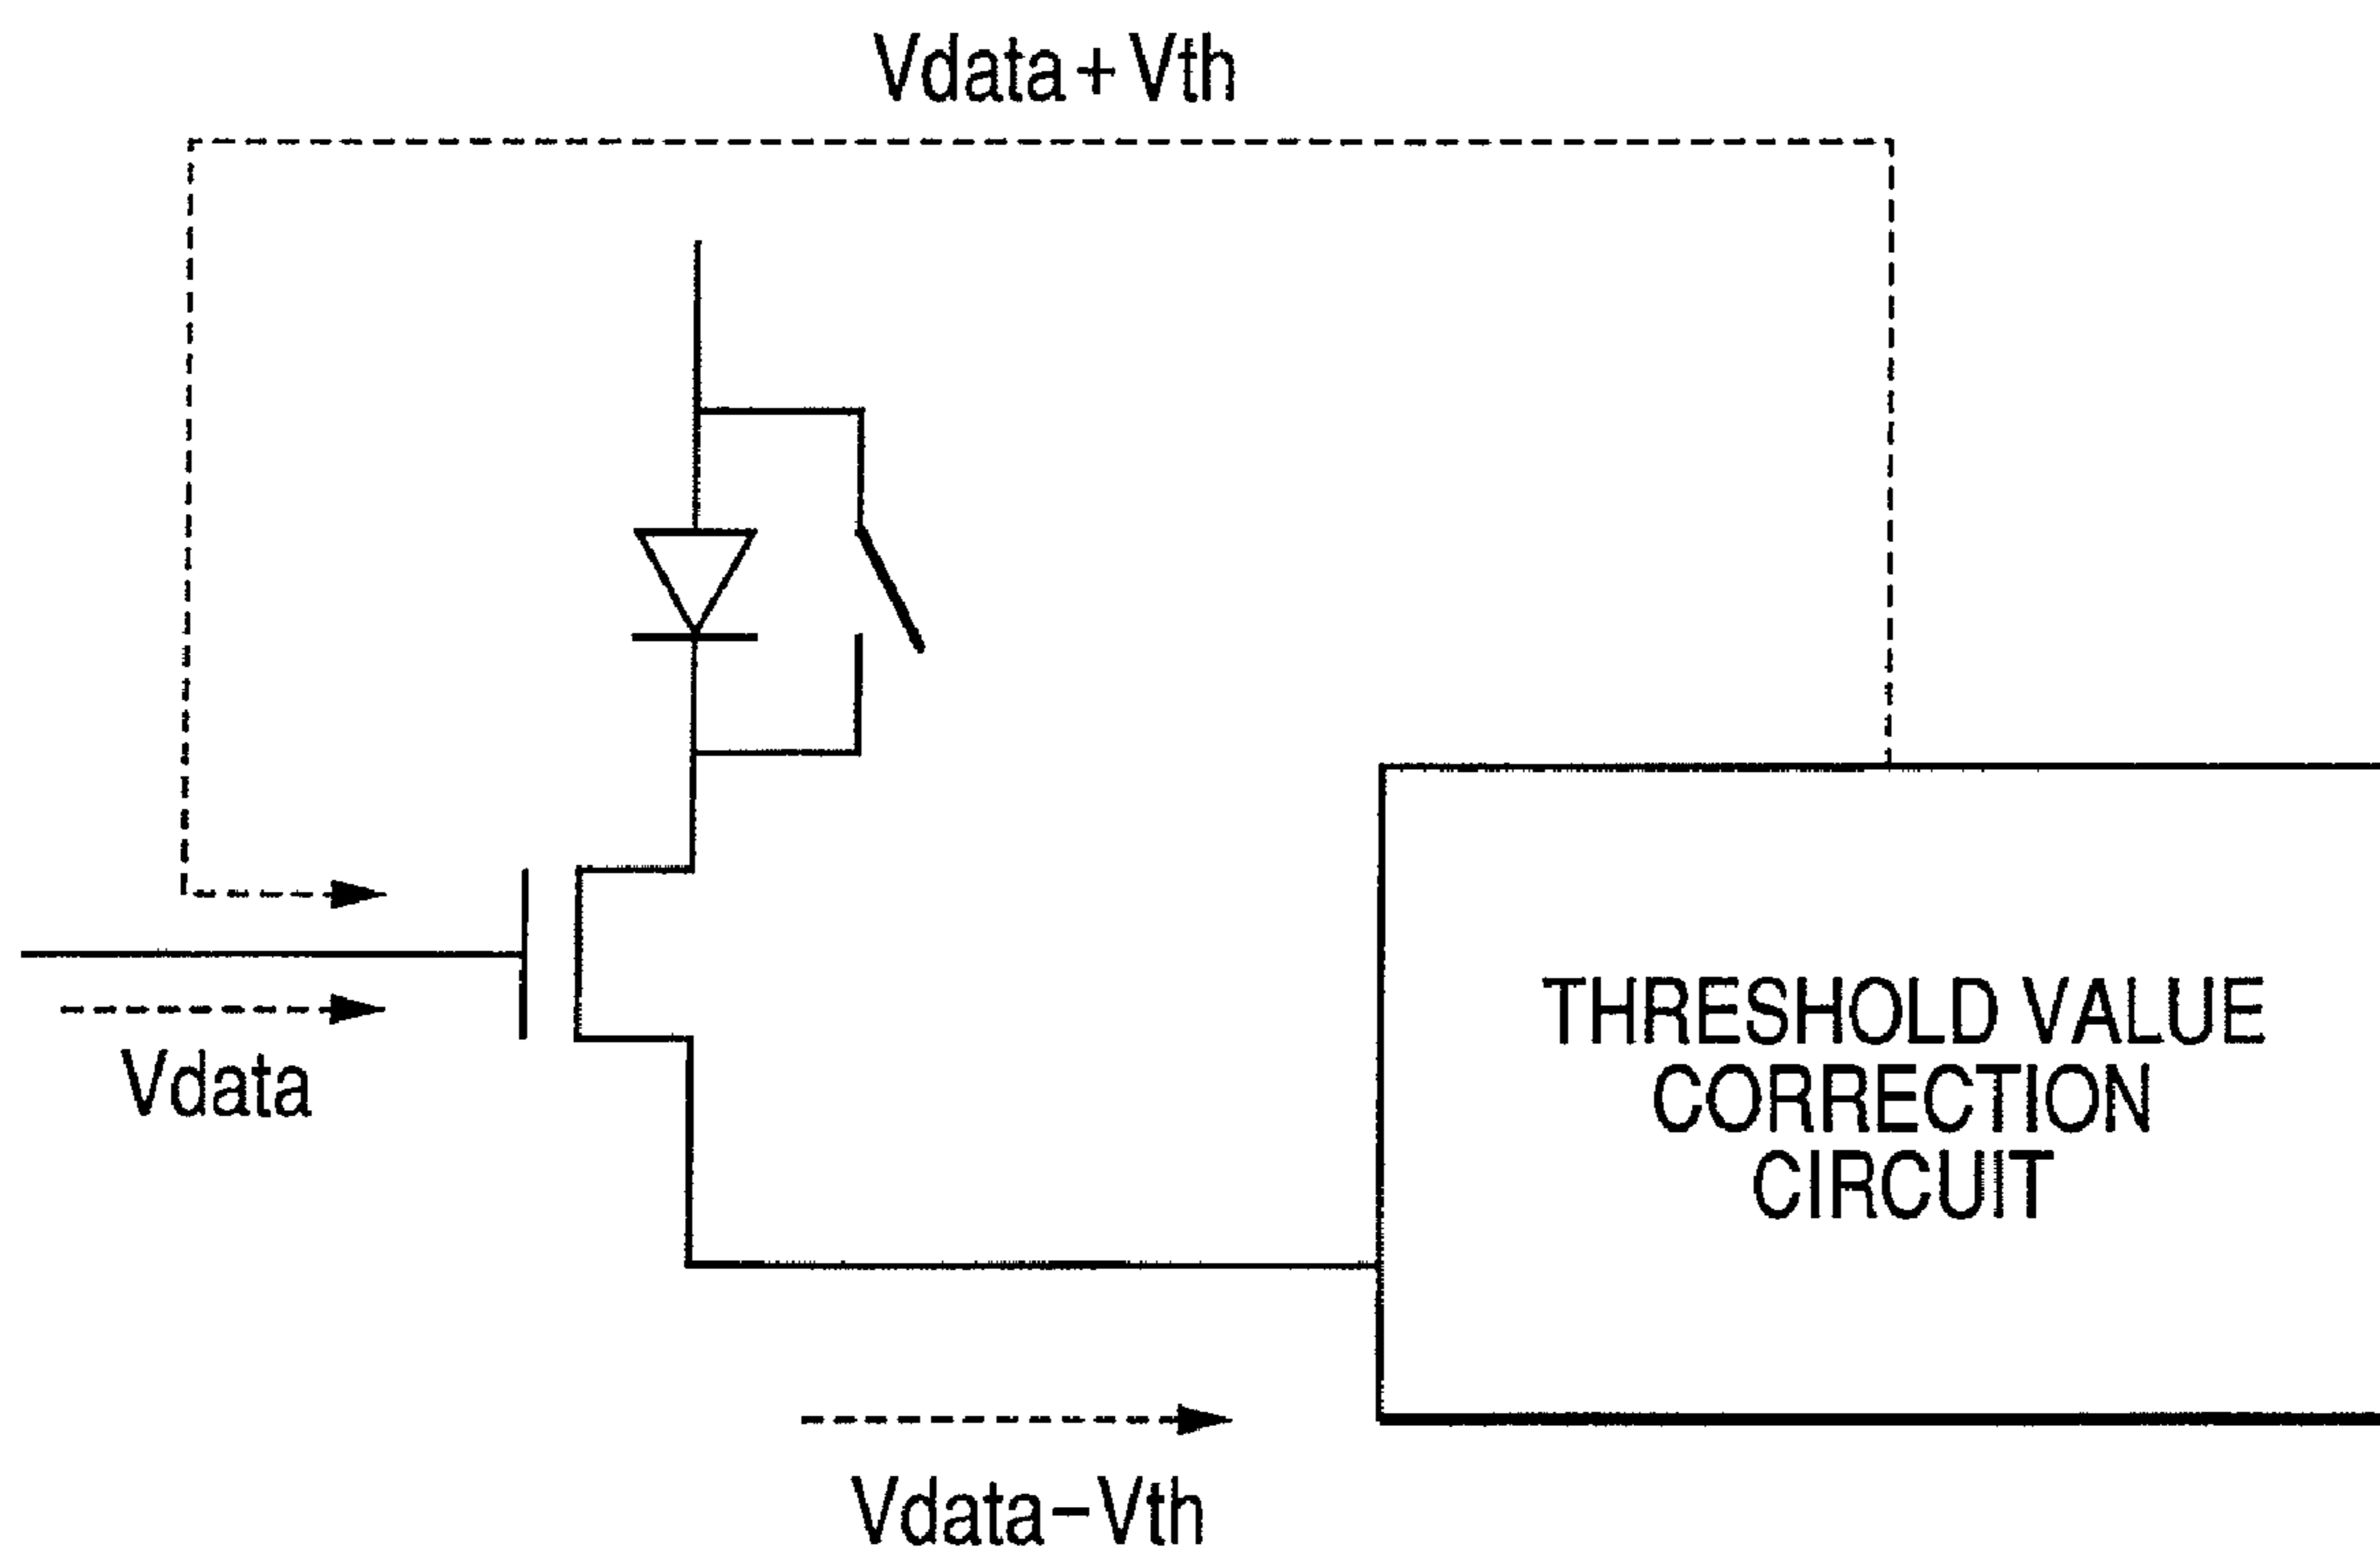 Vdata+Vth
Vdata
THRESHOLD VALUE
CORRECTION
CIRCUIT
Vdata−Vth